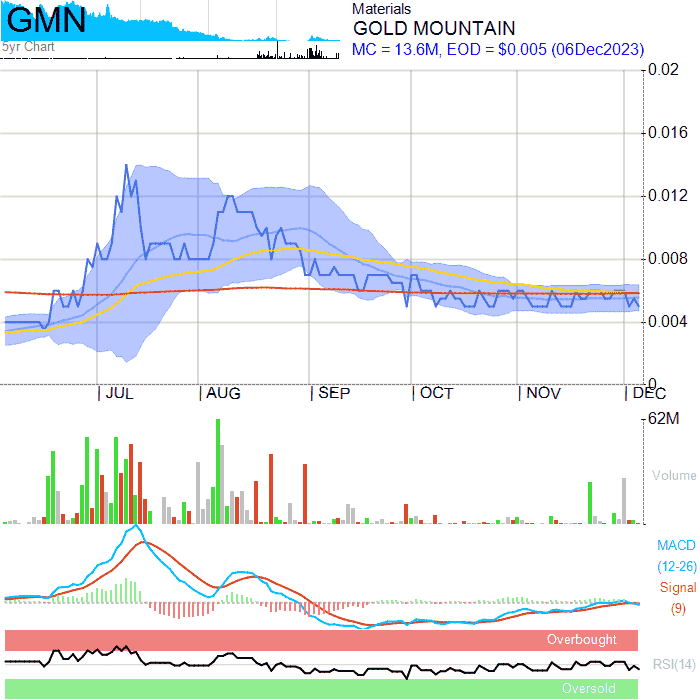 GMN
5yr Chart
Materials
GOLD MOUNTAIN
MC = 13.6M, EOD = $0.005 (06Dec2023)
0.02
0.016
0.012
0.008
0.004
0
JUL AUG SEP OCT NOV DEC
62M
Volume
MACD
(12-26)
Signal
(9)
Overbought
RSI(14)
Oversold